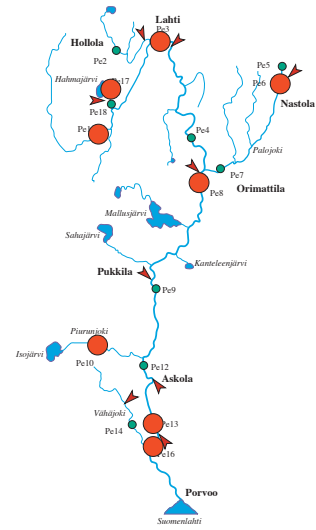 Lahti
Pe3
Hollola
Pe2
Pe5
Hahmajärvi
Pe17
Pe6
Nastola
Pe18
Pe1
Pe4
Palojoki
Pe7
Orimattila
Pe8
Mallusjärvi
Sahajärvi
Kanteleenjärvi
Pukkila
Pe9
Piurunjoki
Isojärvi
Pe10
Pe12
Askola
Vähäjoki
Pe13
Pe14
Pe16
Porvoo
Suomenlahti